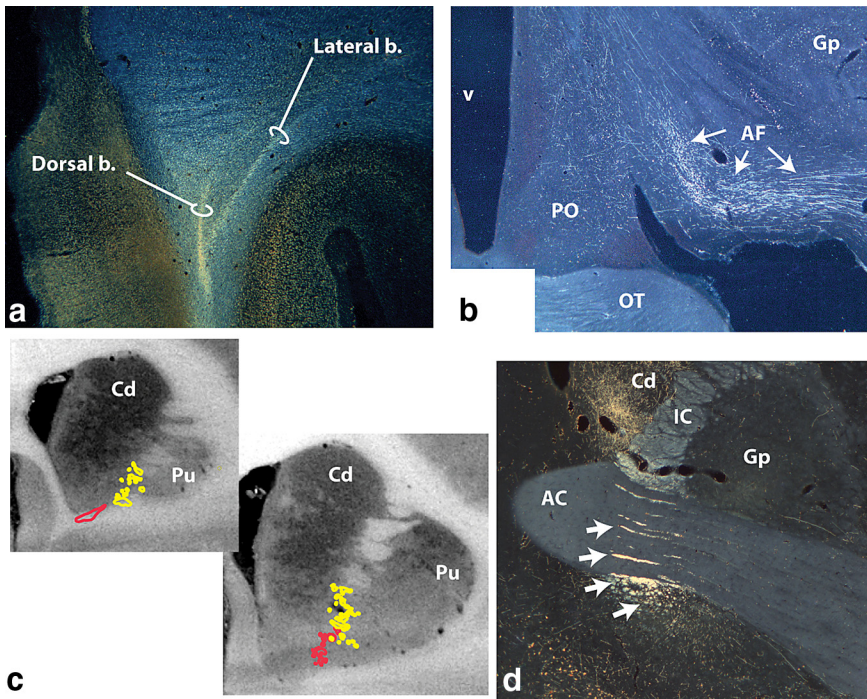 Lateral b.
Dorsal b.
a
v
Gp
AF
PO
OT
b
Cd
Pu
Cd
Pu
c
Cd
IC
Gp
AC
d